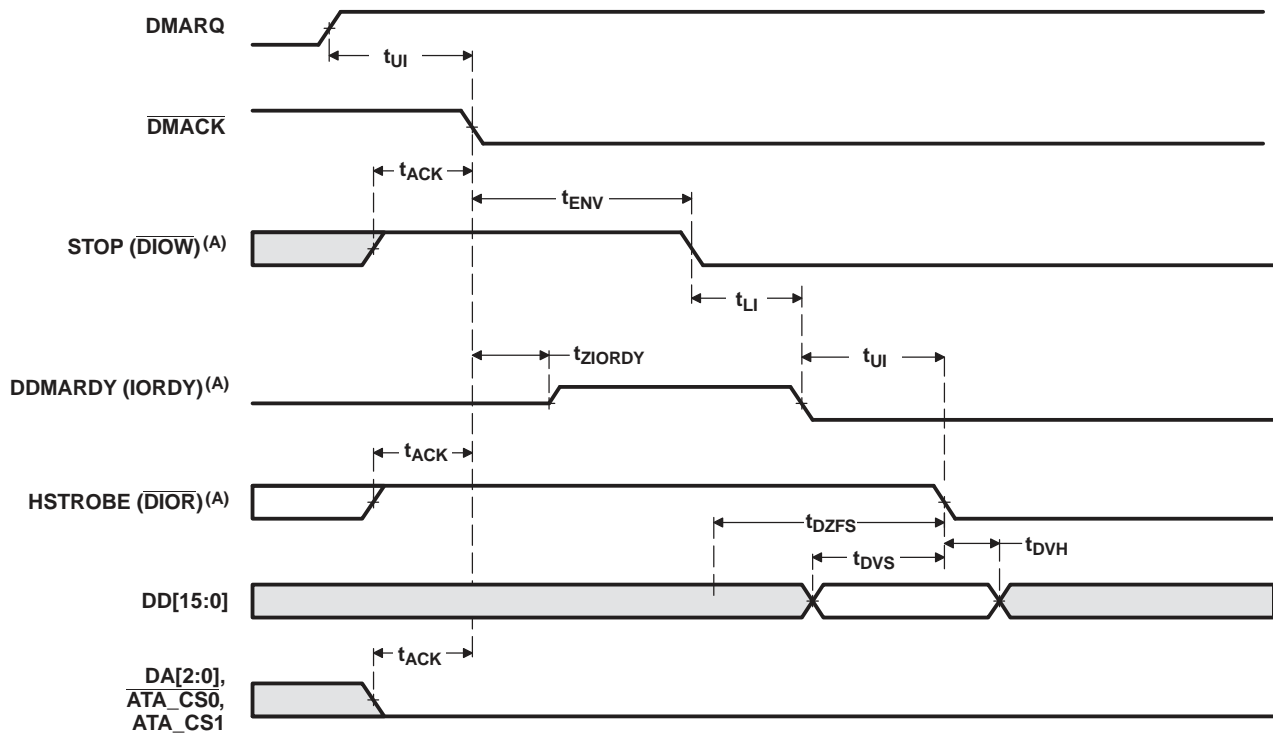 DMARQ
tUI
DMACK
tACK
tENV
STOP (DIOW)(A)
tLI
tZIORDY
tUI
DDMARDY (IORDY)(A)
tACK
HSTROBE (DIOR)(A)
tDZFS
tDVH
tDVS
DD[15:0]
tACK
DA[2:0],
ATA_CS0,
ATA_CS1